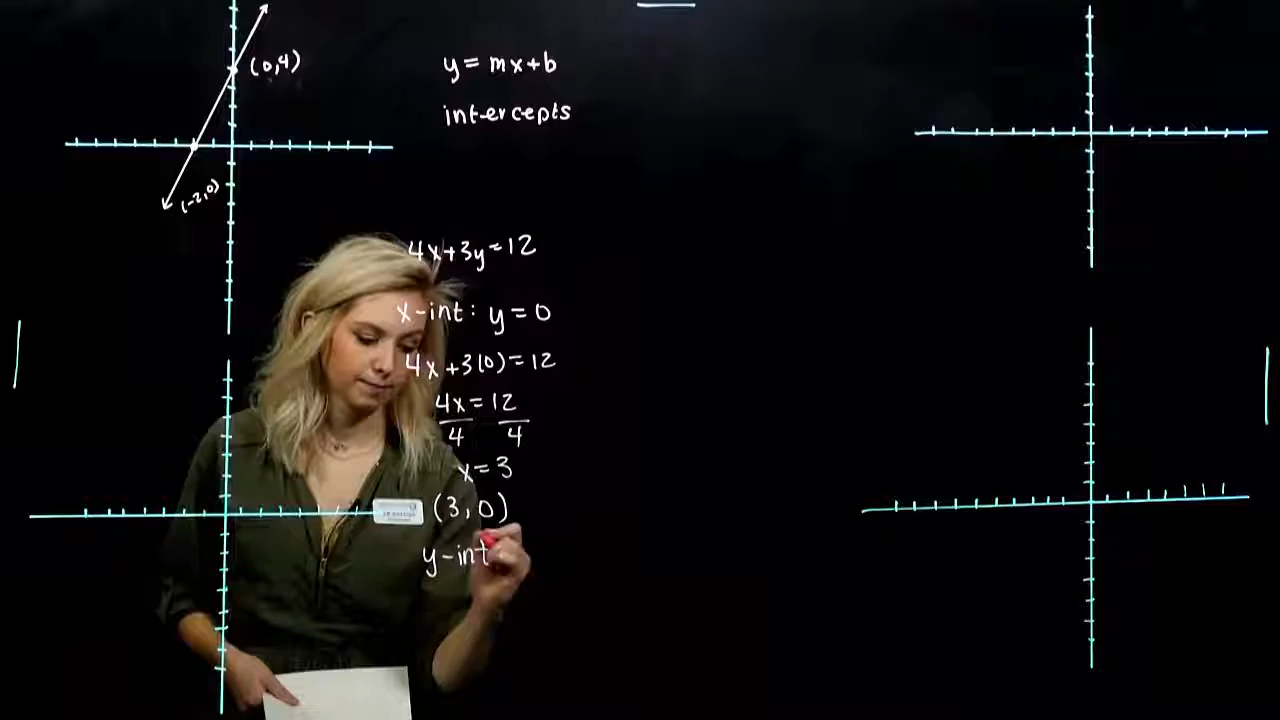 (0,4)
(-2,0)
y = mx+b
intercepts
4x+3y=12
x-int: y = 0
4x+3(0)=12
4x = 12
4 4
x=3
(3,0)
y-int